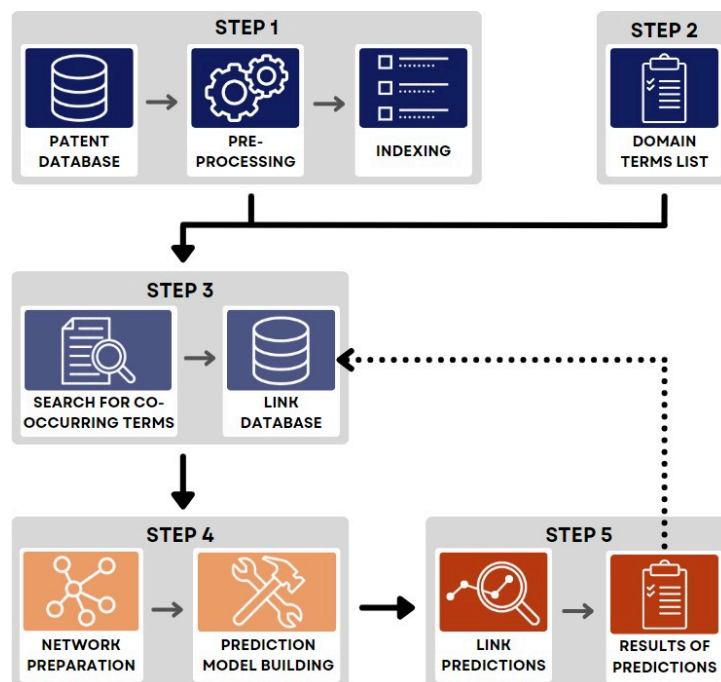 STEP 1
PATENT
DATABASE
PRE-
PROCESSING
INDEXING
STEP 2
DOMAIN
TERMS LIST
STEP 3
SEARCH FOR CO-
OCCURRING TERMS
LINK
DATABASE
STEP 4
NETWORK
PREPARATION
PREDICTION
MODEL BUILDING
STEP 5
LINK
PREDICTIONS
RESULTS OF
PREDICTIONS